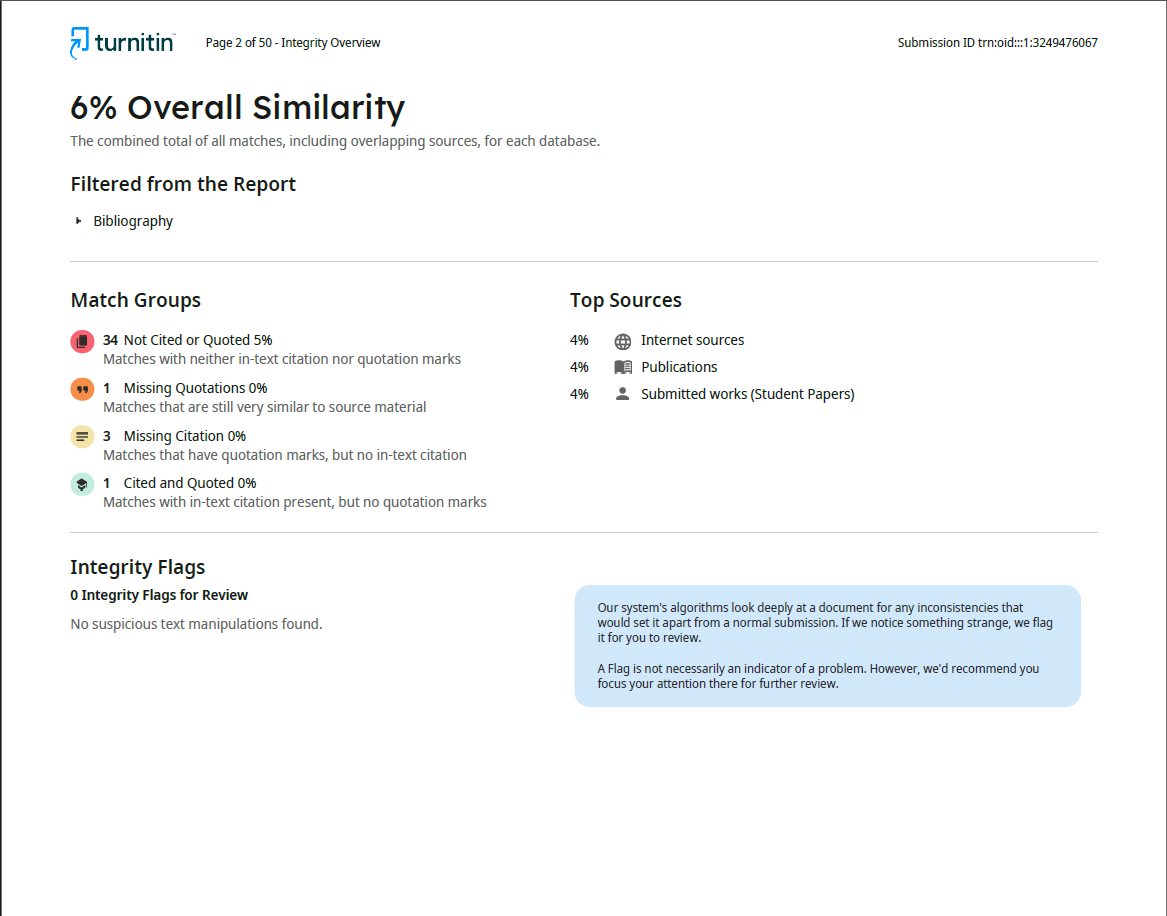 turnitin Page 2 of 50 - Integrity Overview Submission ID trn:oid:::1:3249476067
6% Overall Similarity
The combined total of all matches, including overlapping sources, for each database.
Filtered from the Report
Bibliography
Match Groups
34 Not Cited or Quoted 5%
Matches with neither in-text citation nor quotation marks
1 Missing Quotations 0%
Matches that are still very similar to source material
3 Missing Citation 0%
Matches that have quotation marks, but no in-text citation
1 Cited and Quoted 0%
Matches with in-text citation present, but no quotation marks
Top Sources
4% Internet sources
4% Publications
4% Submitted works (Student Papers)
Integrity Flags
0 Integrity Flags for Review
No suspicious text manipulations found.
Our system's algorithms look deeply at a document for any inconsistencies that
would set it apart from a normal submission. If we notice something strange, we flag
it for you to review.
A Flag is not necessarily an indicator of a problem. However, we'd recommend you
focus your attention there for further review.